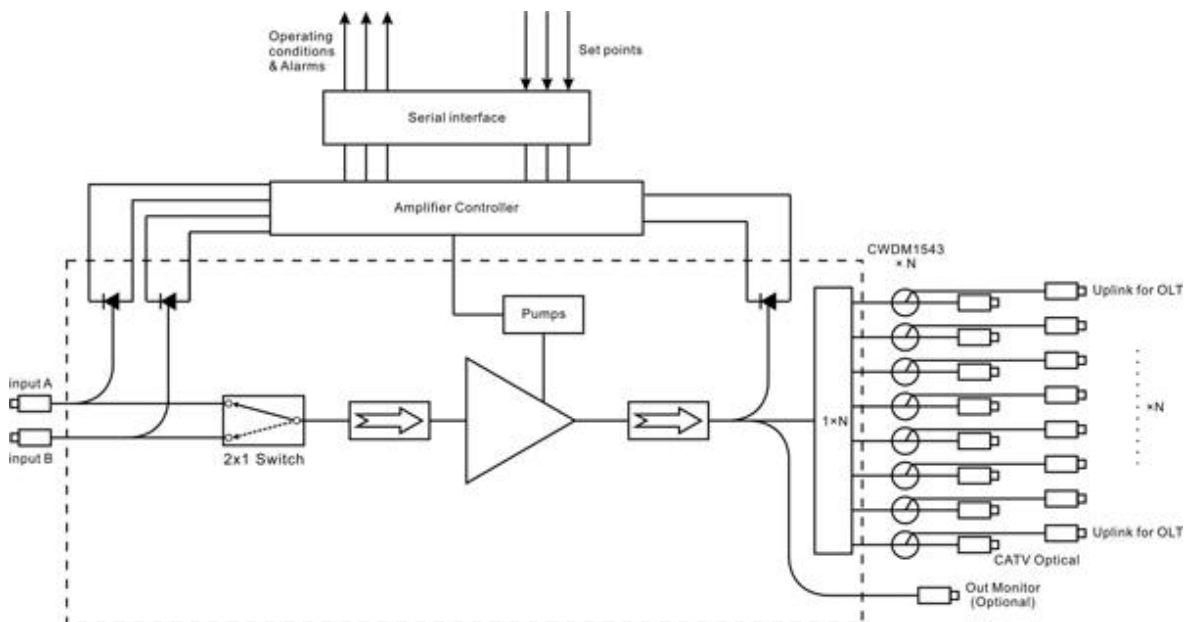 Operating
conditions
& Alarms
Set points
Serial interface
Amplifier Controller
CWDM1543
× N
Uplink for OLT
Pumps
input A
1×N
×N
input B
2x1 Switch
Uplink for OLT
CATV Optical
Out Monitor
(Optional)